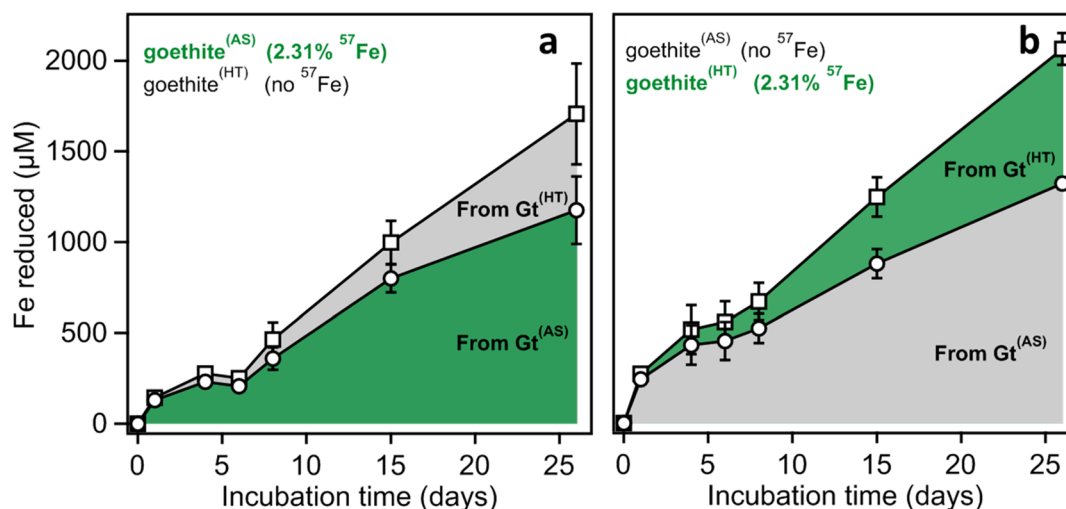 a
goethite(AS) (2.31% 57Fe)
goethite(HT) (no 57Fe)
From Gt(HT)
From Gt(AS)
Fe reduced (µM)
2000
1500
1000
500
0
0 5 10 15 20 25
Incubation time (days)
b
goethite(AS) (no 57Fe)
goethite(HT) (2.31% 57Fe)
From Gt(HT)
From Gt(AS)
0 5 10 15 20 25
Incubation time (days)